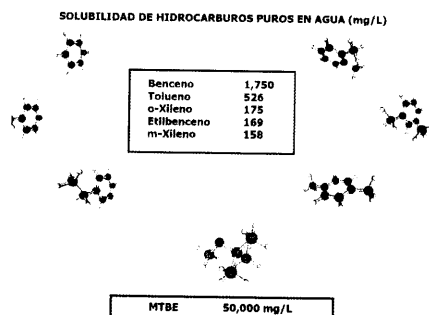 SOLUBILIDAD DE HIDROCARBUROS PUROS EN AGUA (mg/L)
Benceno 1,750
Tolueno 526
o-Xileno 175
Etilbenceno 169
m-Xileno 158
MTBE 50,000 mg/L